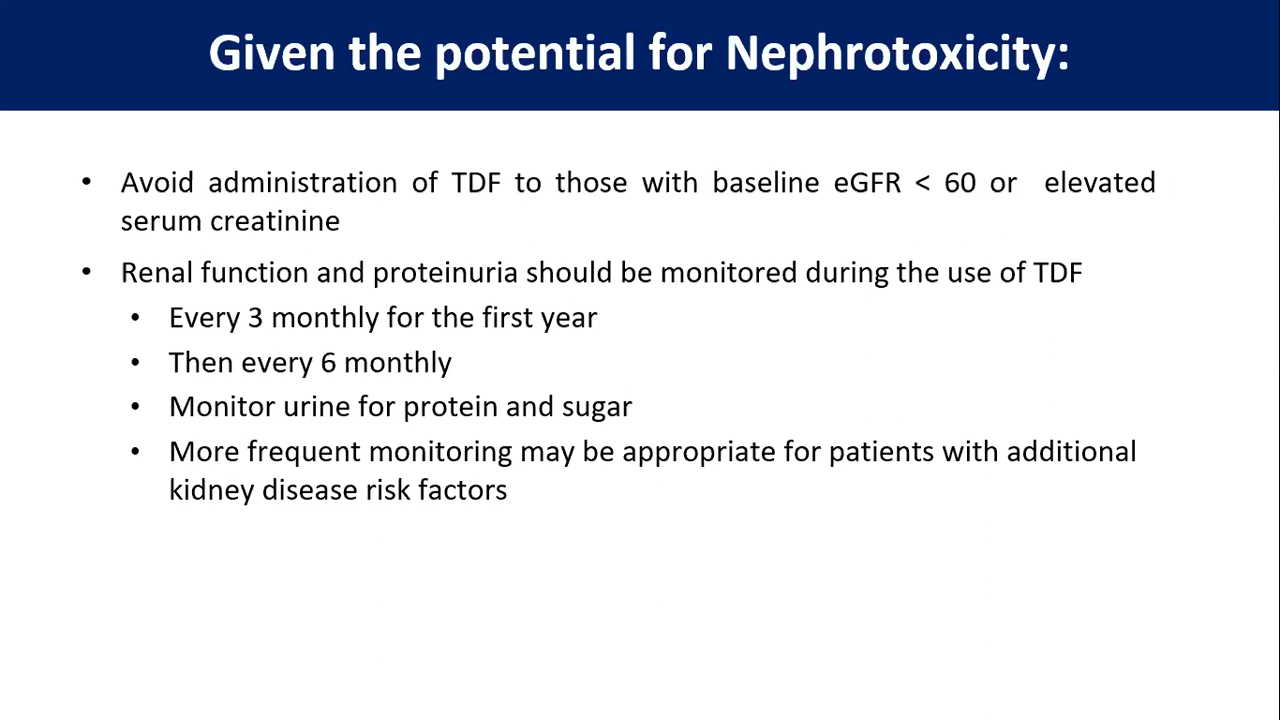 Given the potential for Nephrotoxicity:
• Avoid administration of TDF to those with baseline eGFR < 60 or elevated
serum creatinine
• Renal function and proteinuria should be monitored during the use of TDF
• Every 3 monthly for the first year
• Then every 6 monthly
• Monitor urine for protein and sugar
• More frequent monitoring may be appropriate for patients with additional
kidney disease risk factors